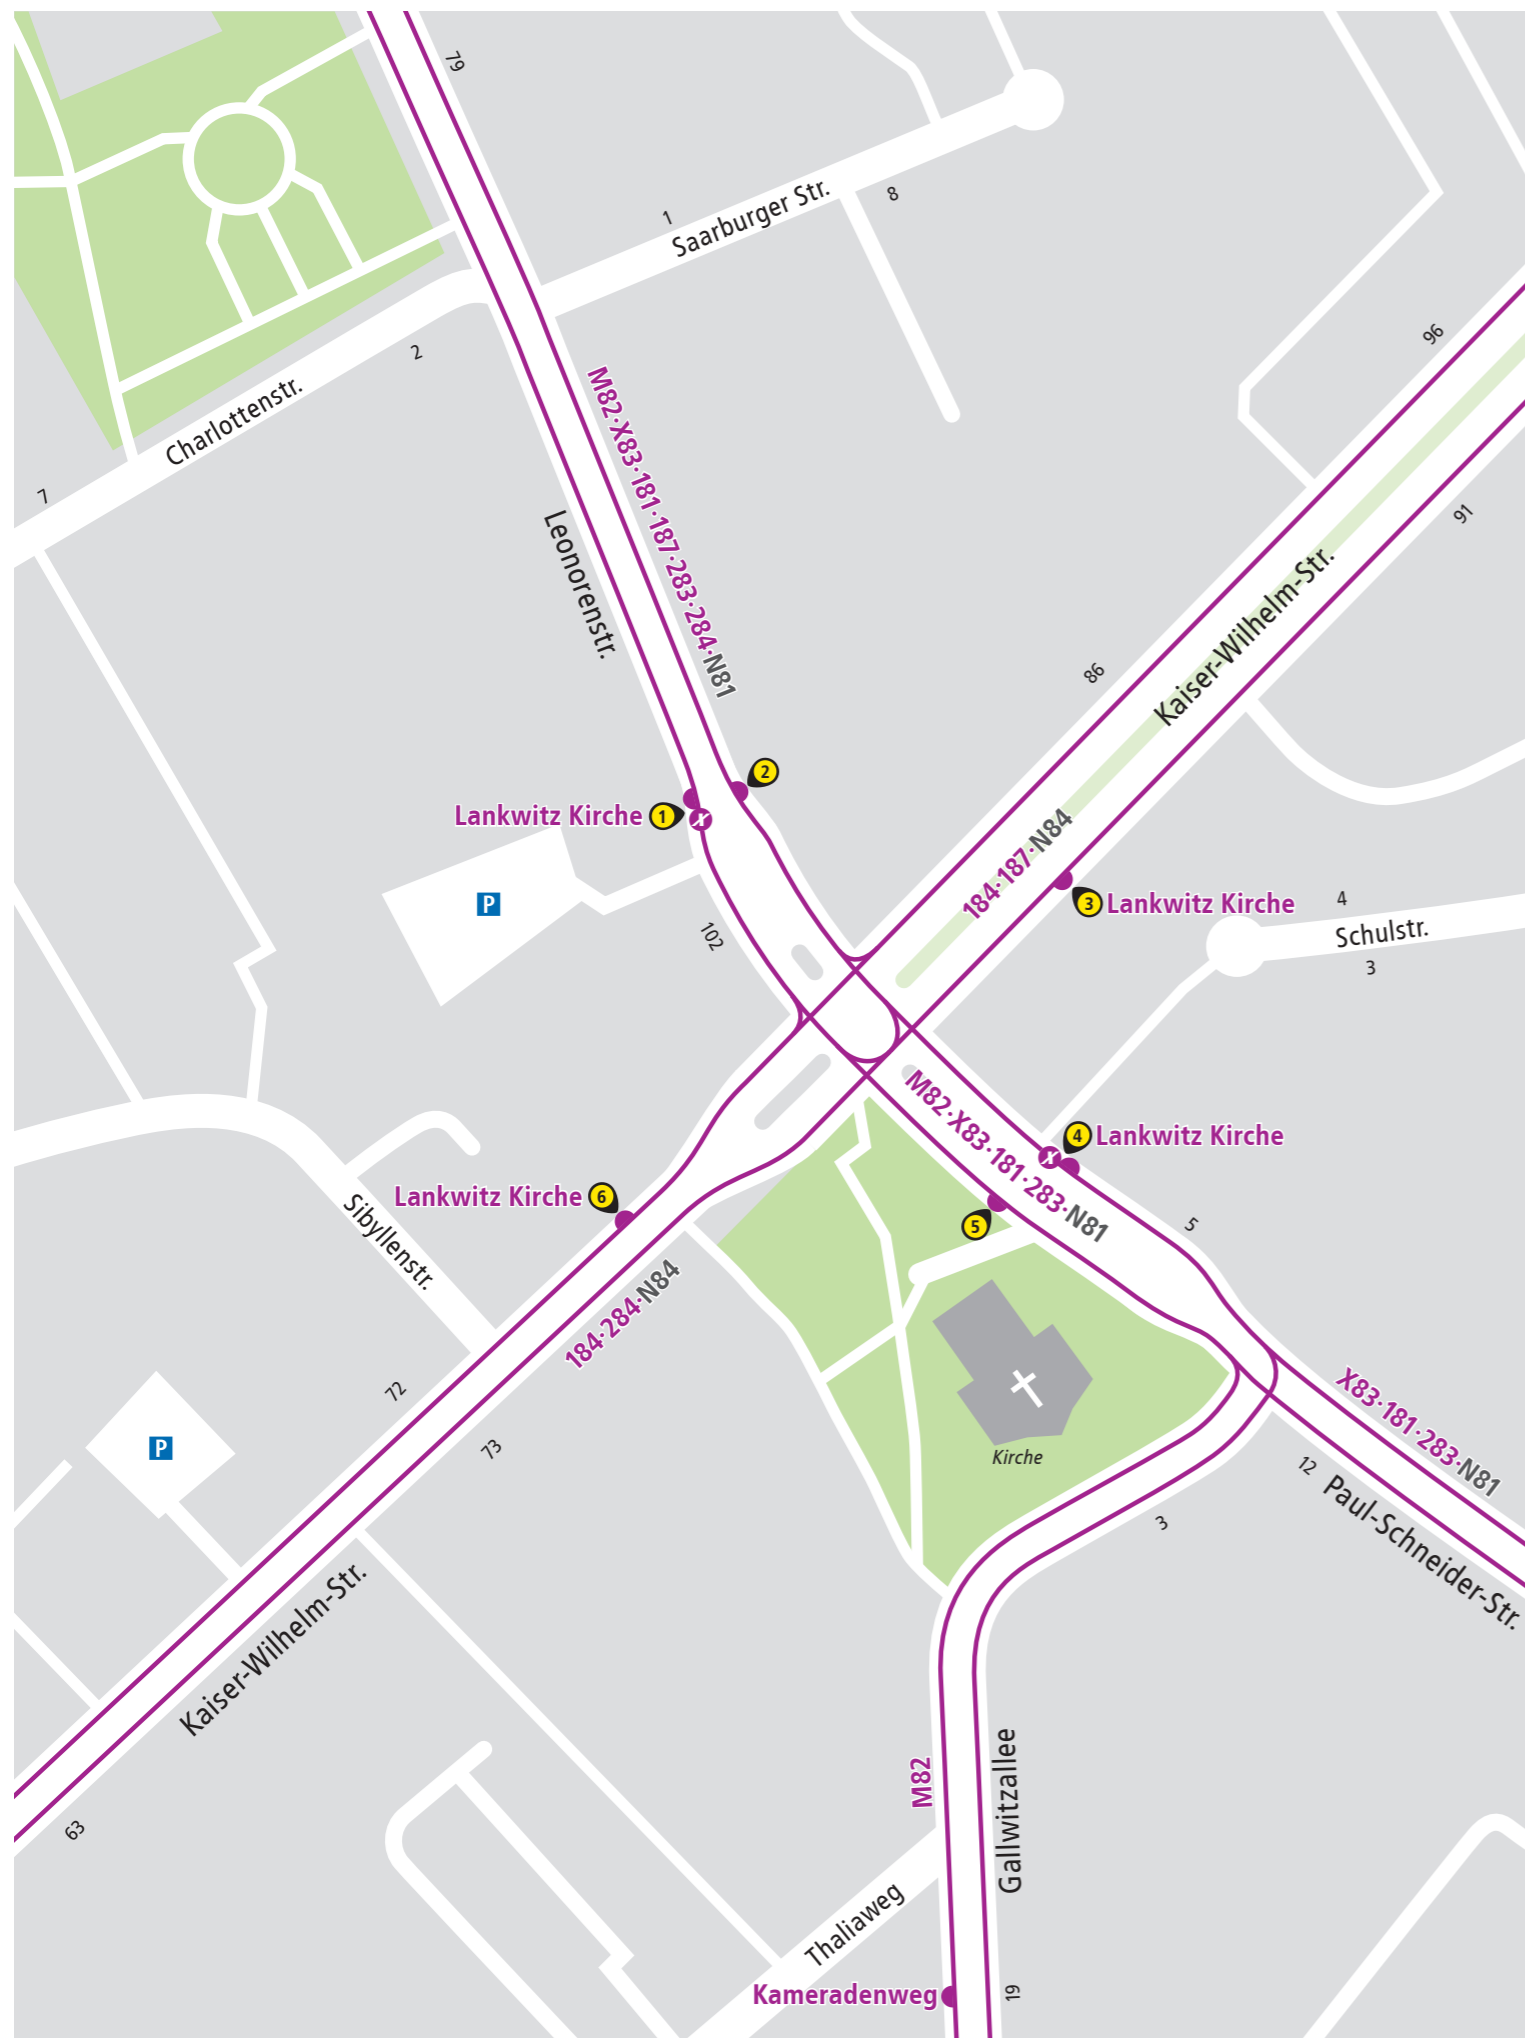 79
1
Saarburger Str.
8
2
Charlottenstr.
7
96
91
M82·X83·181·187·283·284·N81
Leonorenstr.
Kaiser-Wilhelm-Str.
86
2
Lankwitz Kirche 1 X
P
102
184·187·N84
3 Lankwitz Kirche
4
Schulstr.
3
M82·X83·181·283·N81
X 4 Lankwitz Kirche
5
5
Lankwitz Kirche 6
Sibyllenstr.
184·284·N84
72
73
P
Kirche
X83·181·283·N81
12
Paul-Schneider-Str.
3
Kaiser-Wilhelm-Str.
63
M82
Gallwitzallee
Thaliaweg
Kameradenweg
19